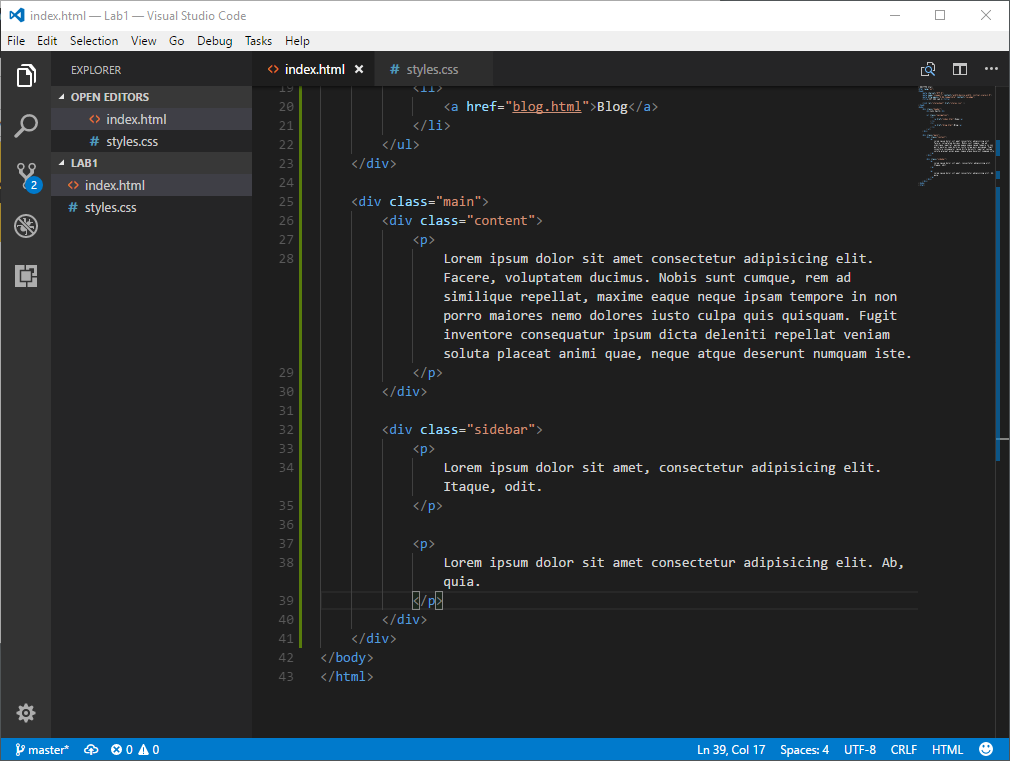 index.html — Lab1 — Visual Studio Code
File Edit Selection View Go Debug Tasks Help
EXPLORER
OPEN EDITORS
index.html
# styles.css
LAB1
index.html
# styles.css
2
index.html
# styles.css
19 <li>
20 <a href="blog.html">Blog</a>
21 </li>
22 </ul>
23 </div>
24
25 <div class="main">
26 <div class="content">
27 <p>
28 Lorem ipsum dolor sit amet consectetur adipisicing elit.
Facere, voluptatem ducimus. Nobis sunt cumque, rem ad
similique repellat, maxime eaque neque ipsam tempore in non
porro maiores nemo dolores iusto culpa quis quisquam. Fugit
inventore consequatur ipsum dicta deleniti repellat veniam
soluta placeat animi quae, neque atque deserunt numquam iste.
29 </p>
30 </div>
31
32 <div class="sidebar">
33 <p>
34 Lorem ipsum dolor sit amet, consectetur adipisicing elit.
Itaque, odit.
35 </p>
36
37 <p>
38 Lorem ipsum dolor sit amet consectetur adipisicing elit. Ab,
quia.
39 </p>
40 </div>
41 </div>
42 </body>
43 </html>
master* 0 0 Ln 39, Col 17 Spaces: 4 UTF-8 CRLF HTML